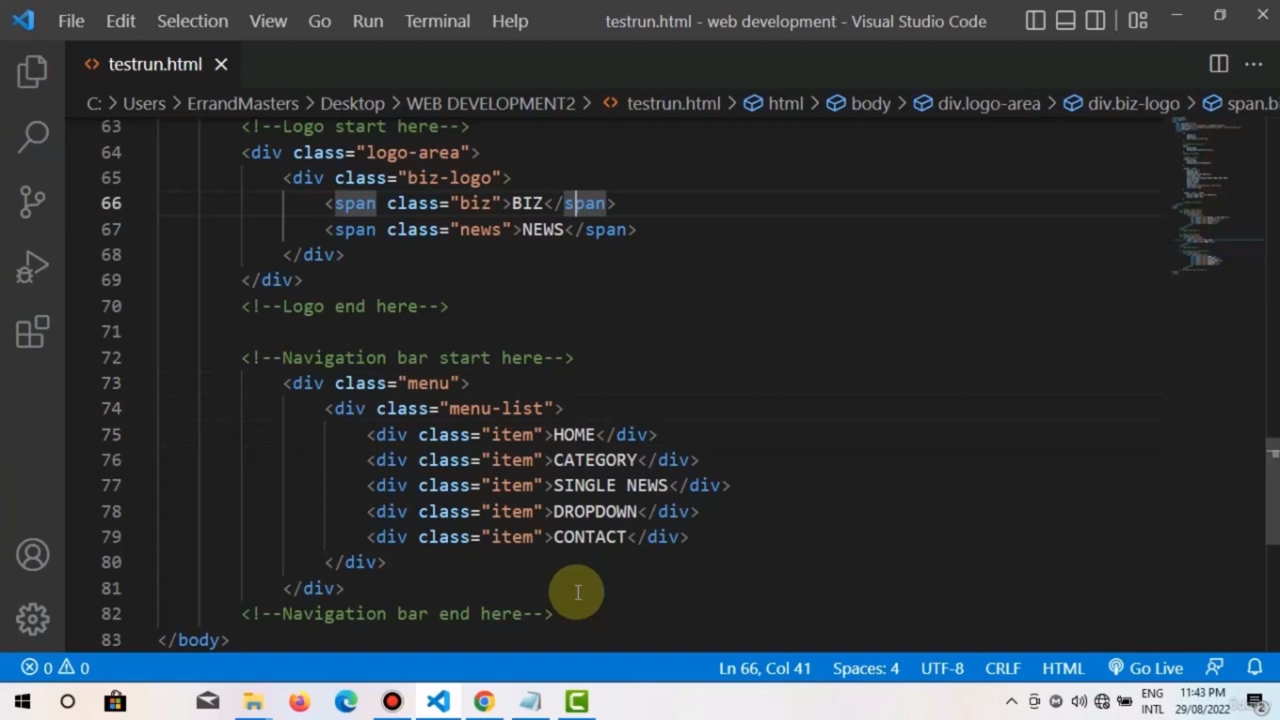 File Edit Selection View Go Run Terminal Help testrun.html - web development - Visual Studio Code
testrun.html
C: > Users > ErrandMasters > Desktop > WEB DEVELOPMENT2 > testrun.html > html > body > div.logo-area > div.biz-logo > span.b
63 <!--Logo start here-->
64 <div class="logo-area">
65 <div class="biz-logo">
66 <span class="biz">BIZ</span>
67 <span class="news">NEWS</span>
68 </div>
69 </div>
70 <!--Logo end here-->
71
72 <!--Navigation bar start here-->
73 <div class="menu">
74 <div class="menu-list">
75 <div class="item">HOME</div>
76 <div class="item">CATEGORY</div>
77 <div class="item">SINGLE NEWS</div>
78 <div class="item">DROPDOWN</div>
79 <div class="item">CONTACT</div>
80 </div>
81 </div>
82 <!--Navigation bar end here-->
83 </body>
0 0 Ln 66, Col 41 Spaces: 4 UTF-8 CRLF HTML Go Live
ENG 11:43 PM
INTL 29/08/2022